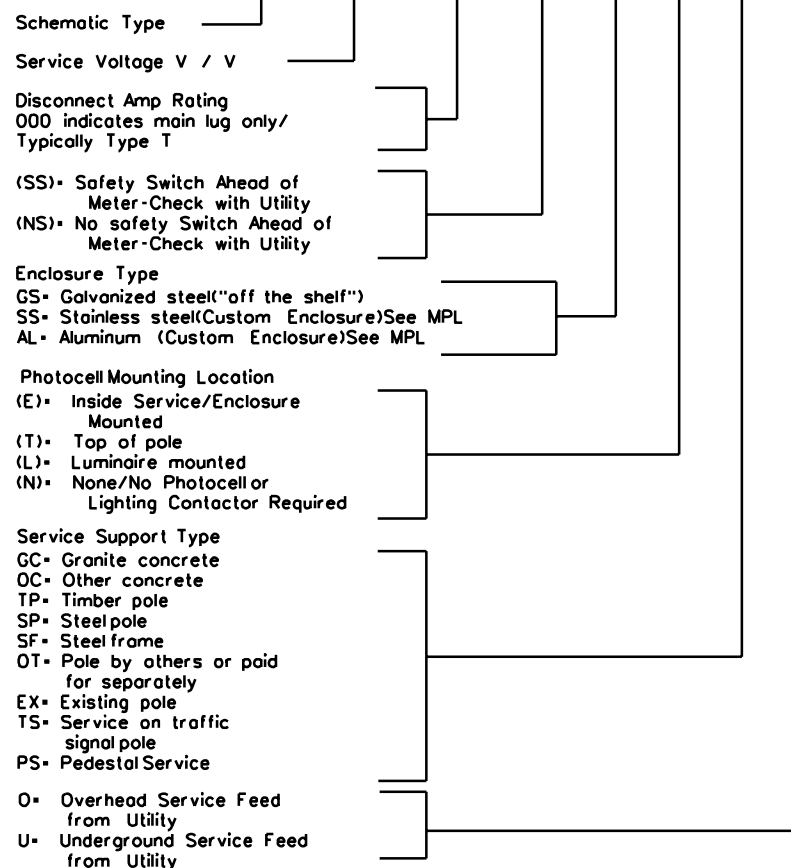 Schematic Type
Service Voltage V / V
Disconnect Amp Rating
000 indicates main lug only/
Typically Type T
(SS)= Safety Switch Ahead of
Meter-Check with Utility
(NS)= No safety Switch Ahead of
Meter-Check with Utility
Enclosure Type
GS= Galvanized steel("off the shelf")
SS= Stainless steel(Custom Enclosure)See MPL
AL= Aluminum (Custom Enclosure)See MPL
Photocell Mounting Location
(E)= Inside Service/Enclosure
Mounted
(T)= Top of pole
(L)= Luminaire mounted
(N)= None/No Photocell or
Lighting Contactor Required
Service Support Type
GC= Granite concrete
OC= Other concrete
TP= Timber pole
SP= Steel pole
SF= Steel frame
OT= Pole by others or paid
for separately
EX= Existing pole
TS= Service on traffic
signal pole
PS= Pedestal Service
O= Overhead Service Feed
from Utility
U= Underground Service Feed
from Utility